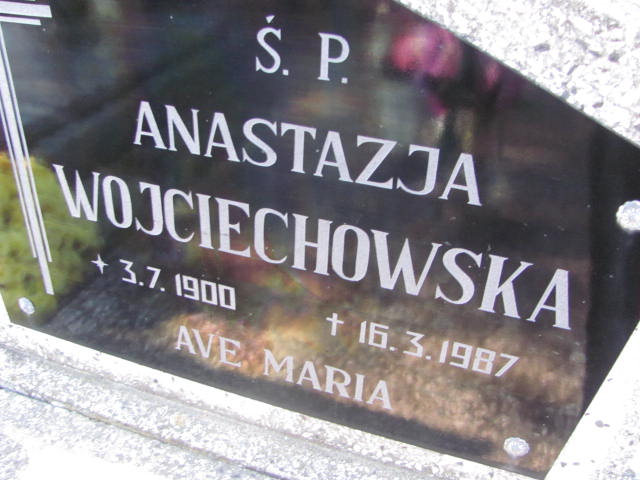 Ś. P.
ANASTAZJA
WOJCIECHOWSKA
3.7.1900
16.3.1987
AVE MARIA